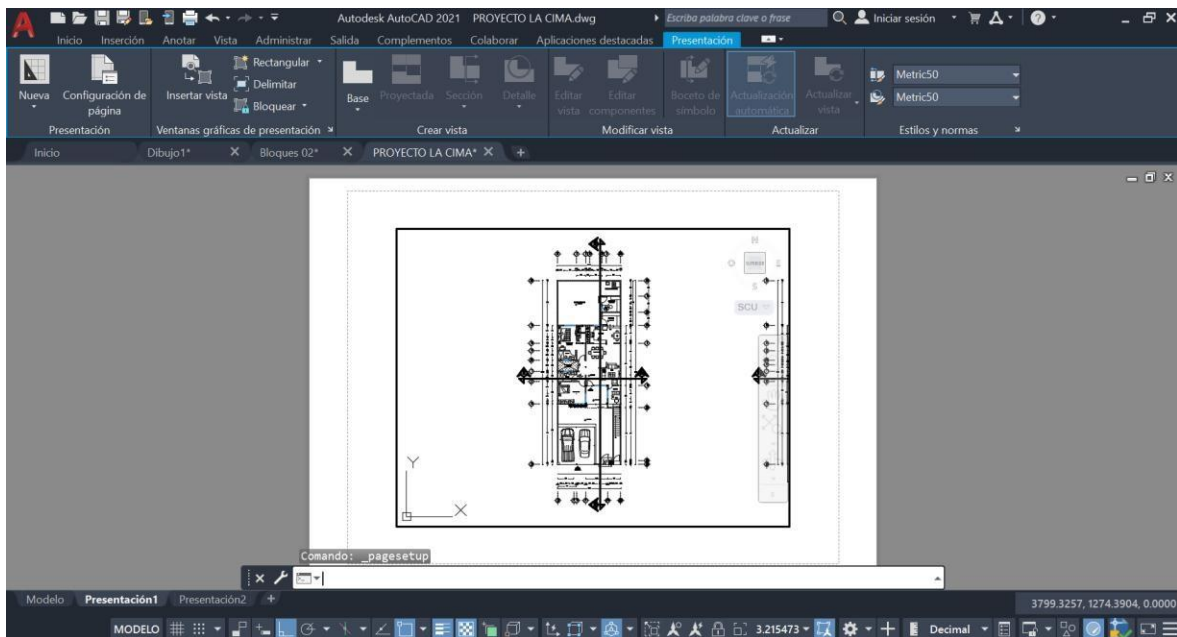 Autodesk AutoCAD 2021 PROYECTO LA CIMA.dwg Escriba palabra clave o frase Iniciar sesión
Inicio Inserción Anotar Vista Administrar Salida Complementos Colaborar Aplicaciones destacadas Presentación
Nueva
Configuración de página
Insertar vista
Rectangular
Delimitar
Bloquear
Base
Proyectada
Sección
Detalle
Editar vista
Editar componentes
Boceto de símbolo
Actualización automática
Actualizar vista
Metric50
Metric50
Presentación Ventanas gráficas de presentación Crear vista Modificar vista Actualizar Estilos y normas
Inicio Dibujo1* Bloques 02* PROYECTO LA CIMA*
SCU
S
Y
X
Comando: _pagesetup
Modelo Presentación1 Presentación2 +
3799.3257, 1274.3904, 0.0000
MODELO 3.215473 Decimal